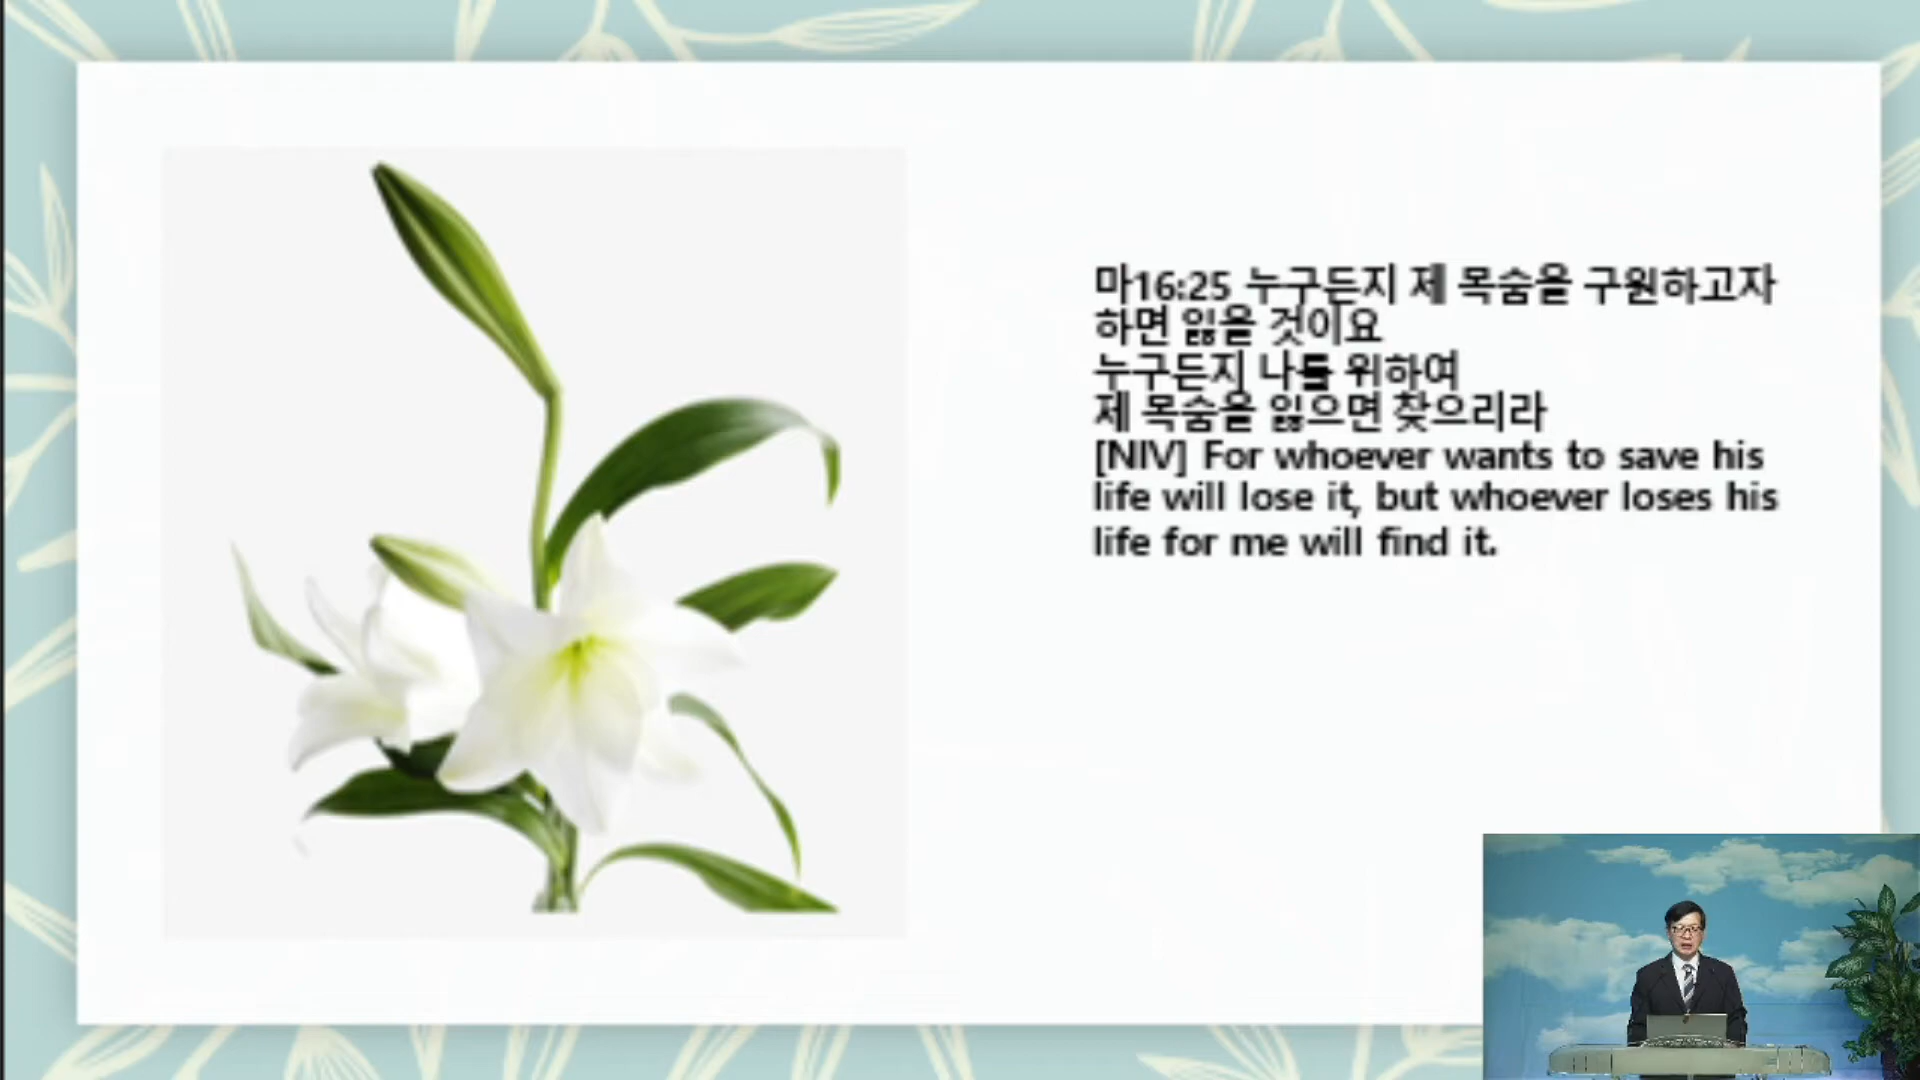 마16:25 누구든지 제 목숨을 구원하고자
하면 잃을 것이요
누구든지 나를 위하여
제 목숨을 잃으면 찾으리라
[NIV] For whoever wants to save his
life will lose it, but whoever loses his
life for me will find it.